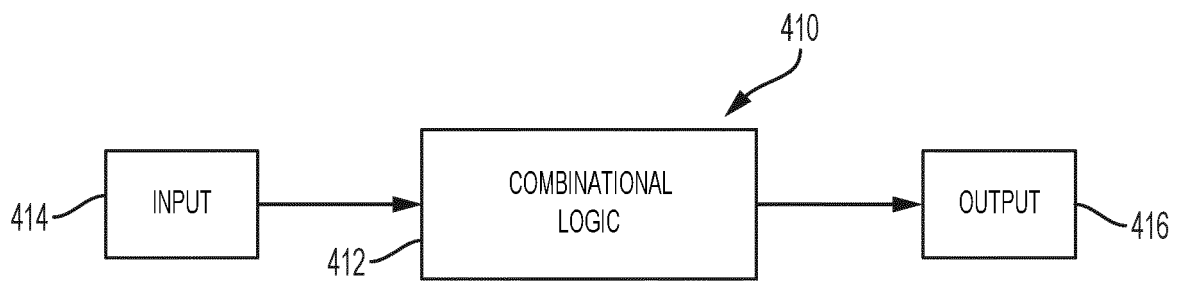 410
INPUT
COMBINATIONAL
LOGIC
OUTPUT
414
412
416